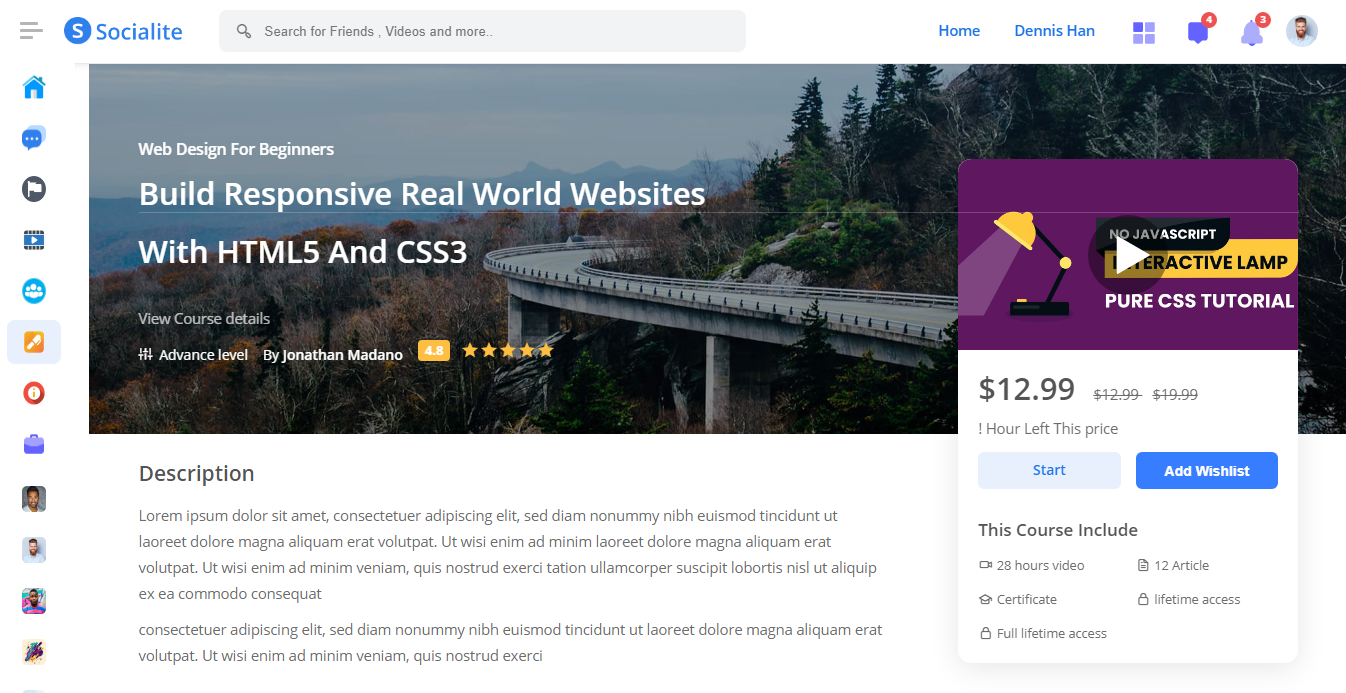 S Socialite
Search for Friends , Videos and more..
Home
Dennis Han
4
3
Web Design For Beginners
Build Responsive Real World Websites
With HTML5 And CSS3
View Course details
Advance level By Jonathan Madano 4.8
NO JAVASCRIPT
INTERACTIVE LAMP
PURE CSS TUTORIAL
$12.99 $12.99 $19.99
! Hour Left This price
Start
Add Wishlist
This Course Include
28 hours video
12 Article
Certificate
lifetime access
Full lifetime access
Description
Lorem ipsum dolor sit amet, consectetuer adipiscing elit, sed diam nonummy nibh euismod tincidunt ut
laoreet dolore magna aliquam erat volutpat. Ut wisi enim ad minim laoreet dolore magna aliquam erat
volutpat. Ut wisi enim ad minim veniam, quis nostrud exerci tation ullamcorper suscipit lobortis nisl ut aliquip
ex ea commodo consequat
consectetuer adipiscing elit, sed diam nonummy nibh euismod tincidunt ut laoreet dolore magna aliquam erat
volutpat. Ut wisi enim ad minim veniam, quis nostrud exerci